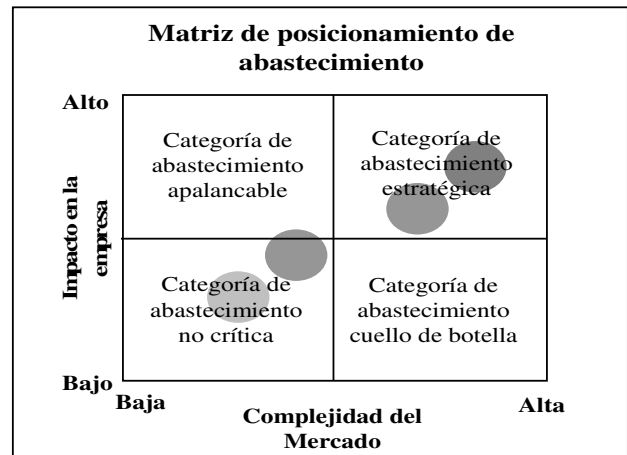 Matriz de posicionamiento de
abastecimiento
Alto
Categoría de
abastecimiento
apalancable
Categoría de
abastecimiento
estratégica
Impacto en la
empresa
Categoría de
abastecimiento
no crítica
Categoría de
abastecimiento
cuello de botella
Bajo
Baja
Complejidad del
Mercado
Alta